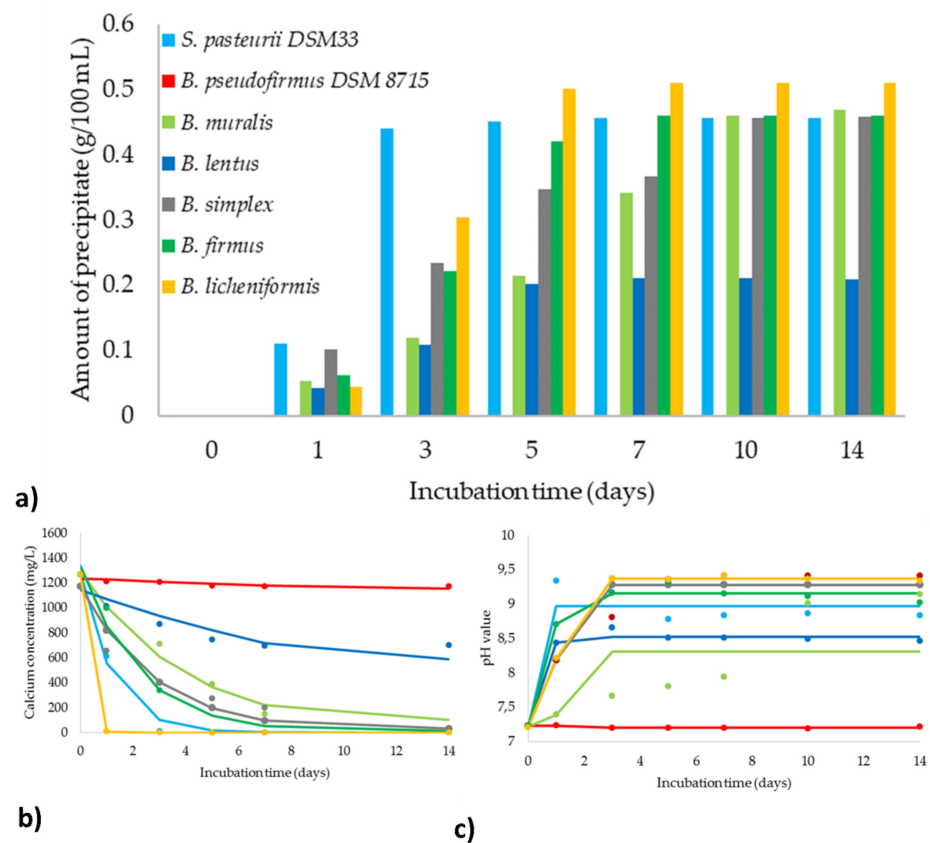 0.6
0.5
0.4
0.3
0.2
0.1
0
Amount of precipitate (g/100 mL)
S. pasteurii DSM33
B. pseudofirmus DSM 8715
B. muralis
B. lentus
B. simplex
B. firmus
B. licheniformis
0 1 3 5 7 10 14
Incubation time (days)
a)
1600
1400
1200
1000
800
600
400
200
0
Calcium concentration (mg/L)
0 2 4 6 8 10 12 14
Incubation time (days)
b)
10
9.5
9
8.5
8
7.5
7
pH value
0 2 4 6 8 10 12 14
Incubation time (days)
c)